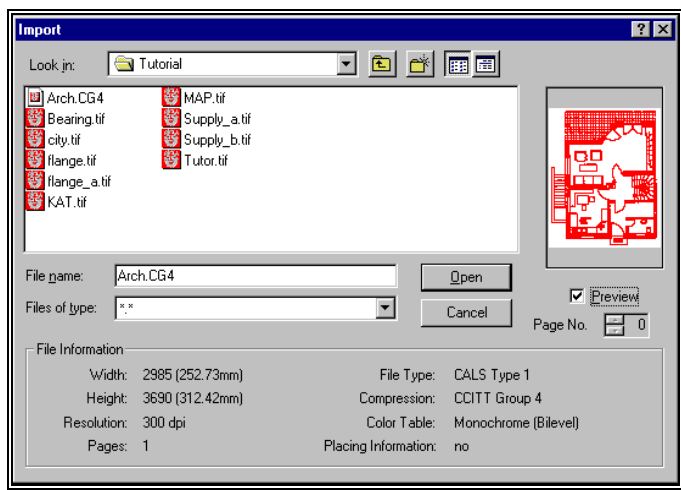 Import
Look in: Tutorial
Arch.CG4 MAP.tif
Bearing.tif Supply_a.tif
city.tif Supply_b.tif
flange.tif Tutor.tif
flange_a.tif
KAT.tif
File name: Arch.CG4 Open
Files of type: *.* Cancel
Preview
Page No. 0
File Information
Width: 2985 (252.73mm) File Type: CALS Type 1
Height: 3690 (312.42mm) Compression: CCITT Group 4
Resolution: 300 dpi Color Table: Monochrome (Bilevel)
Pages: 1 Placing Information: no